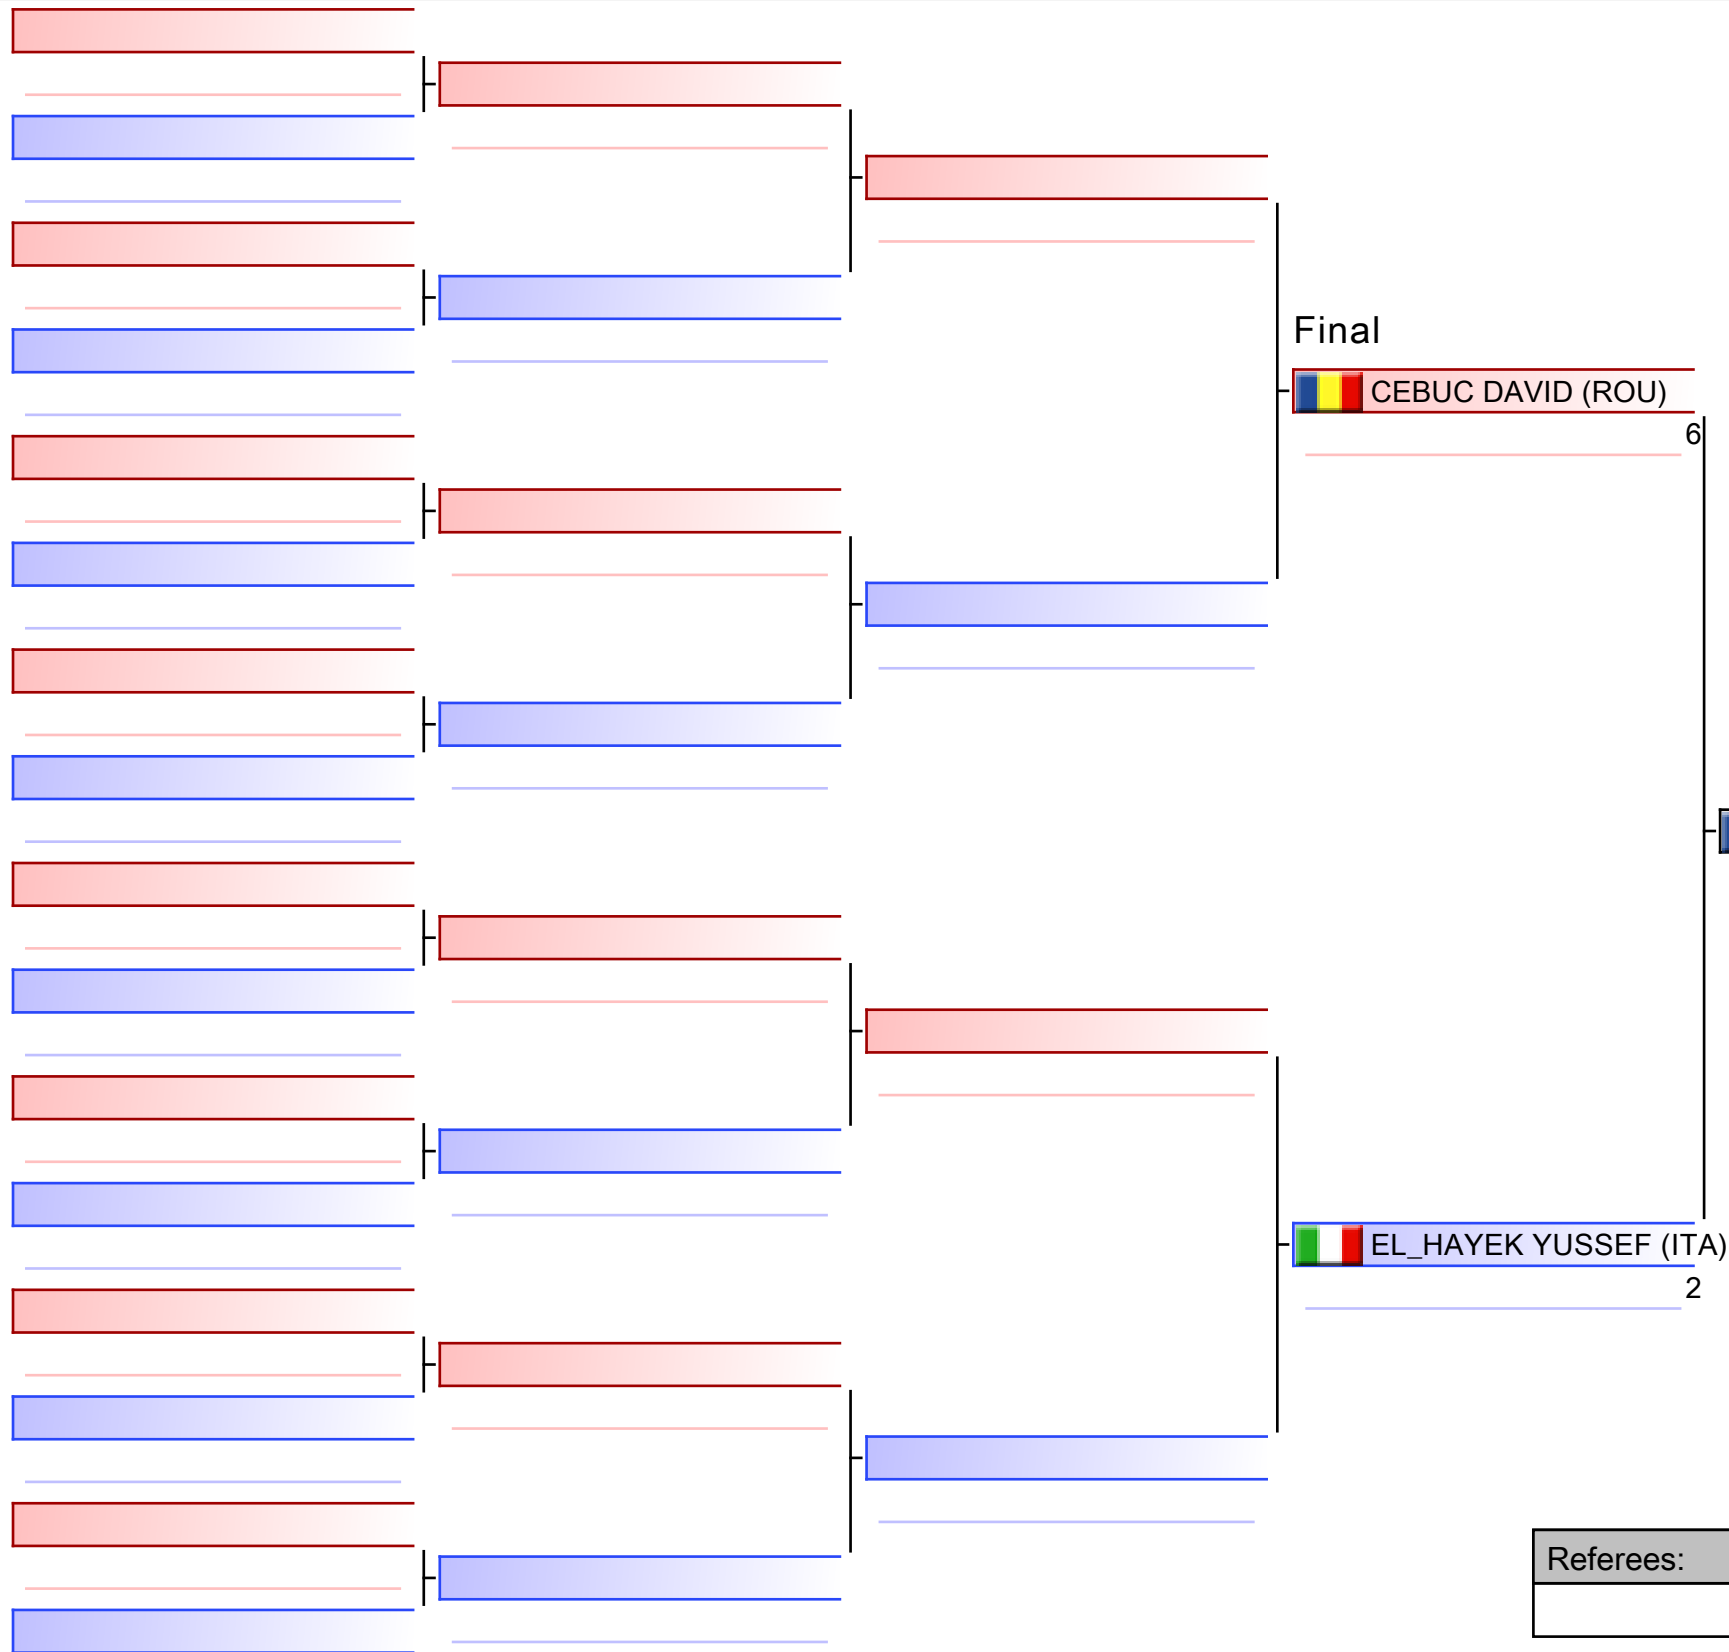 Final
CEBUC DAVID (ROU)
6
EL_HAYEK YUSSEF (ITA)
2
Referees: